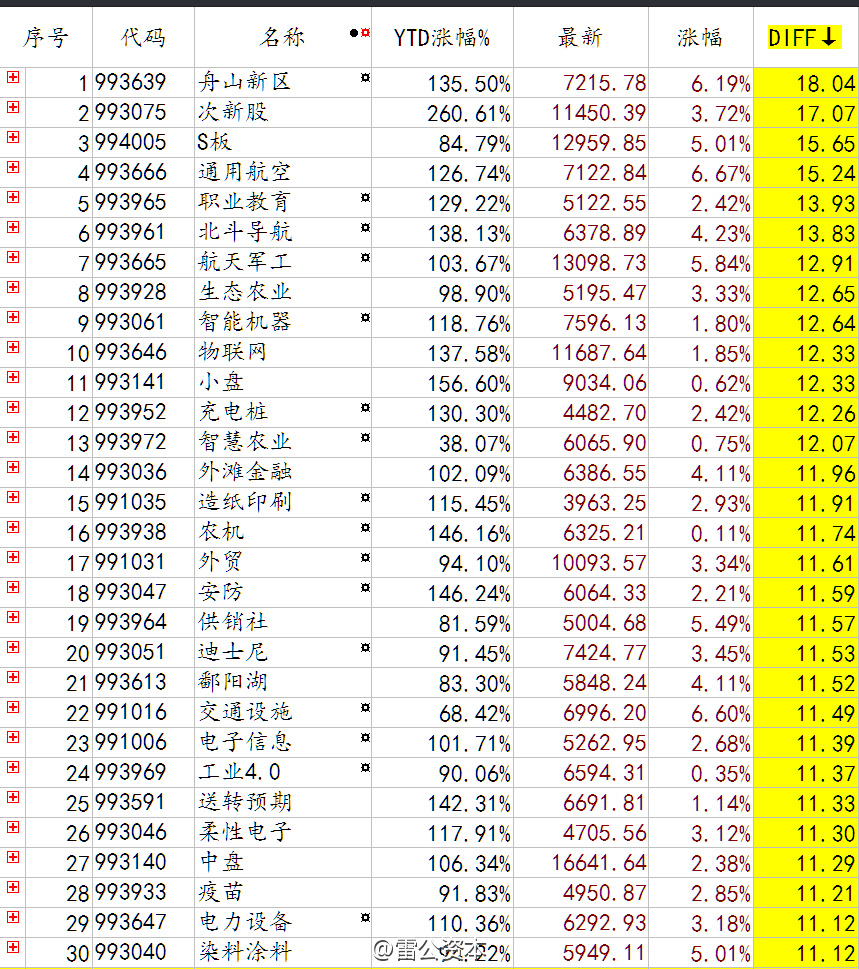 序号 代码 名称 YTD涨幅% 最新 涨幅 DIFF↓
1 993639 舟山新区 135.50% 7215.78 6.19% 18.04
2 993075 次新股 260.61% 11450.39 3.72% 17.07
3 994005 S板 84.79% 12959.85 5.01% 15.65
4 993666 通用航空 126.74% 7122.84 6.67% 15.24
5 993965 职业教育 129.22% 5122.55 2.42% 13.93
6 993961 北斗导航 138.13% 6378.89 4.23% 13.83
7 993665 航天军工 103.67% 13098.73 5.84% 12.91
8 993928 生态农业 98.90% 5195.47 3.33% 12.65
9 993061 智能机器 118.76% 7596.13 1.80% 12.64
10 993646 物联网 137.58% 11687.64 1.85% 12.33
11 993141 小盘 156.60% 9034.06 0.62% 12.33
12 993952 充电桩 130.30% 4482.70 2.42% 12.26
13 993972 智慧农业 38.07% 6065.90 0.75% 12.07
14 993036 外滩金融 102.09% 6386.55 4.11% 11.96
15 991035 造纸印刷 115.45% 3963.25 2.93% 11.91
16 993938 农机 146.16% 6325.21 0.11% 11.74
17 991031 外贸 94.10% 10093.57 3.34% 11.61
18 993047 安防 146.24% 6064.33 2.21% 11.59
19 993964 供销社 81.59% 5004.68 5.49% 11.57
20 993051 迪士尼 91.45% 7424.77 3.45% 11.53
21 993613 鄱阳湖 83.30% 5848.24 4.11% 11.52
22 991016 交通设施 68.42% 6996.20 6.60% 11.49
23 991006 电子信息 101.71% 5262.95 2.68% 11.39
24 993969 工业4.0 90.06% 6594.31 0.35% 11.37
25 993591 送转预期 142.31% 6691.81 1.14% 11.33
26 993046 柔性电子 117.91% 4705.56 3.12% 11.30
27 993140 中盘 106.34% 16641.64 2.38% 11.29
28 993933 疫苗 91.83% 4950.87 2.85% 11.21
29 993647 电力设备 110.36% 6292.93 3.18% 11.12
30 993040 染料涂料 5949.11 5.01% 11.12
@雷公资本